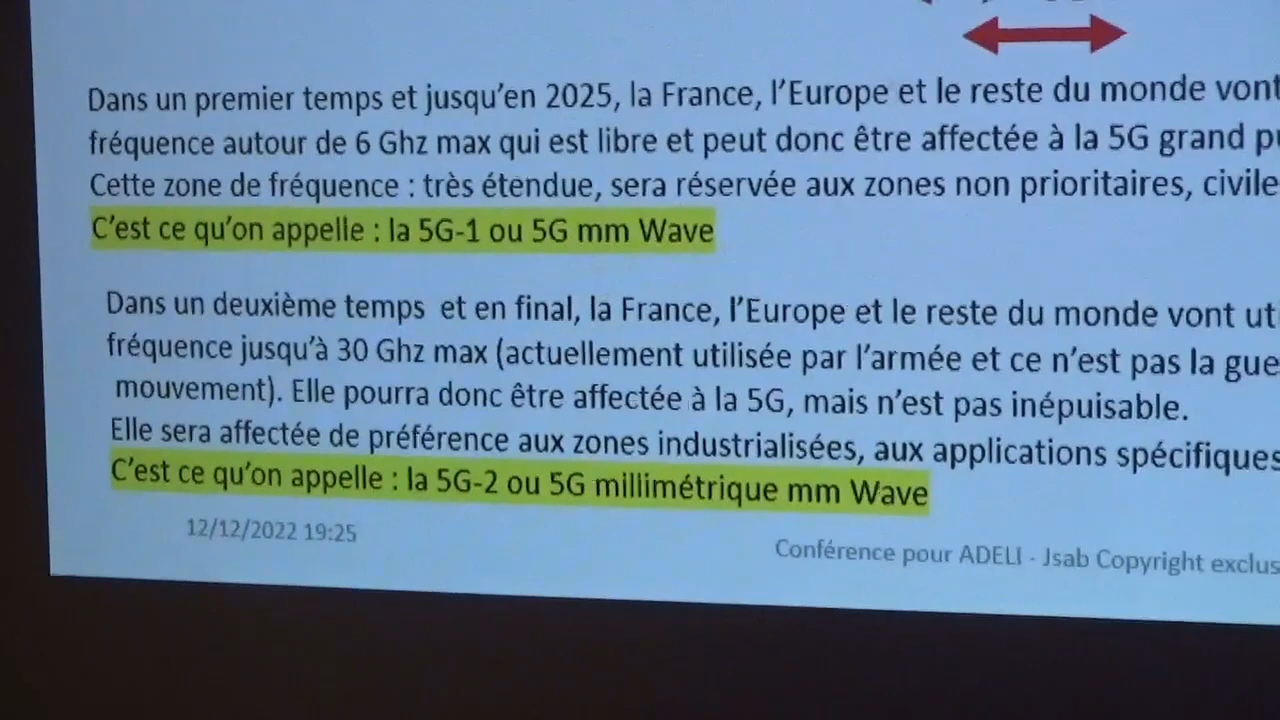 Dans un premier temps et jusqu'en 2025, la France, l'Europe et le reste du monde vont
fréquence autour de 6 Ghz max qui est libre et peut donc être affectée à la 5G grand
Cette zone de fréquence : très étendue, sera réservée aux zones non prioritaires, civile
C'est ce qu'on appelle : la 5G-1 ou 5G mm Wave
Dans un deuxième temps et en final, la France, l'Europe et le reste du monde vont
fréquence jusqu'à 30 Ghz max (actuellement utilisée par l'armée et ce n'est pas la
mouvement). Elle pourra donc être affectée à la 5G, mais n'est pas inépuisable.
Elle sera affectée de préférence aux zones industrialisées, aux applications spécifiques
C'est ce qu'on appelle : la 5G-2 ou 5G millimétrique mm Wave
12/12/2022 19:25
Conférence pour ADELI - Jsab Copyright